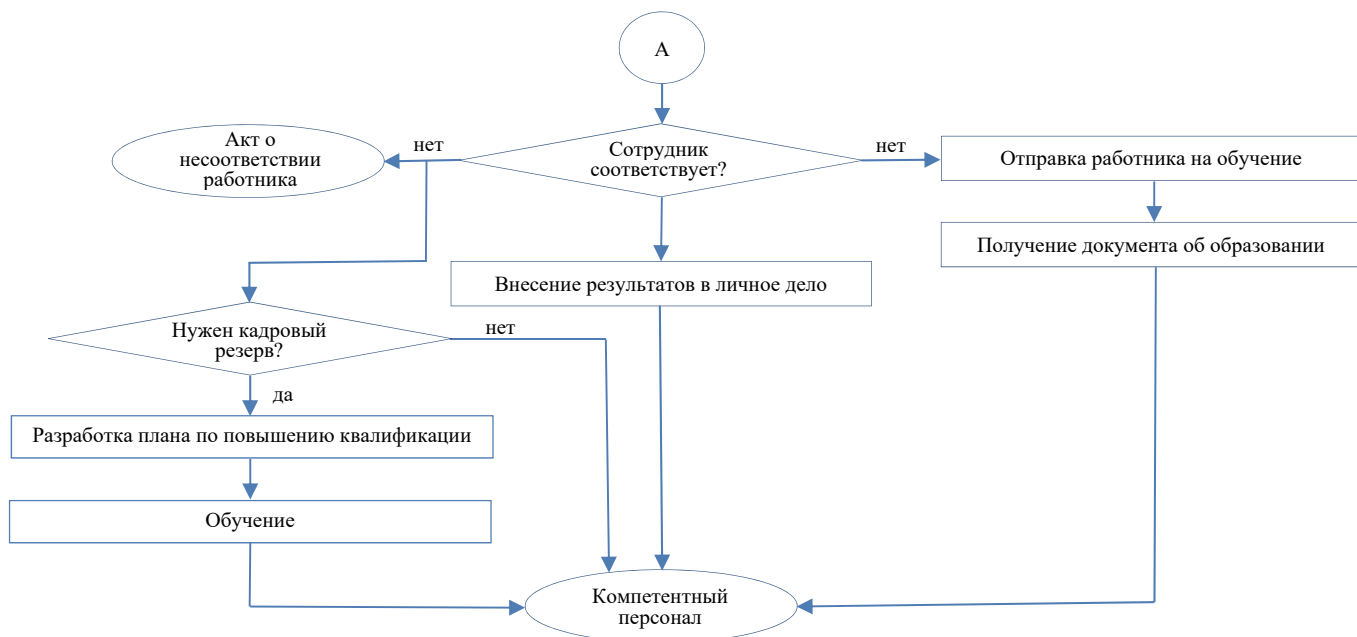 А
Акт о
несоответствии
работника
нет
Сотрудник
соответствует?
нет
Отправка работника на обучение
Получение документа об образовании
Внесение результатов в личное дело
Нужен кадровый
резерв?
нет
да
Разработка плана по повышению квалификации
Обучение
Компетентный
персонал